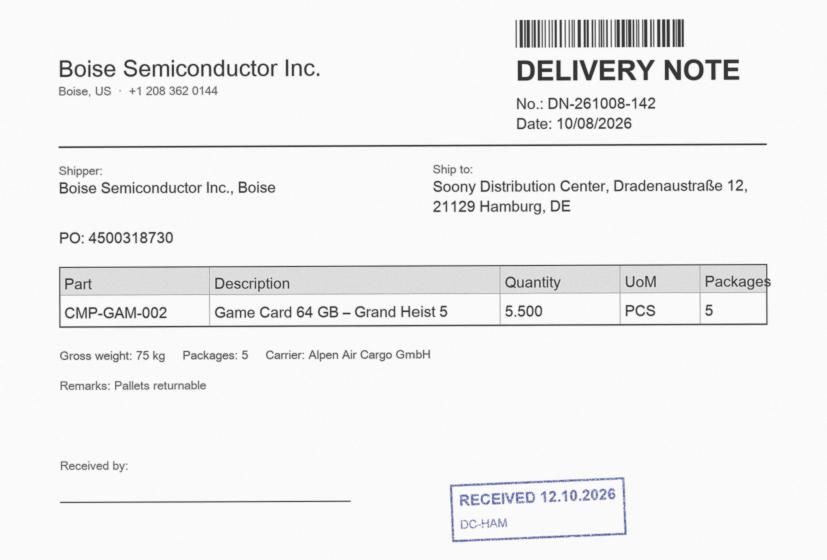 Boise Semiconductor Inc.
Boise, US · +1 208 362 0144
DELIVERY NOTE
No.: DN-261008-142
Date: 10/08/2026
Shipper:
Boise Semiconductor Inc., Boise
Ship to:
Soony Distribution Center, Dradenaustraße 12,
21129 Hamburg, DE
PO: 4500318730
Part Description Quantity UoM Packages
CMP-GAM-002 Game Card 64 GB – Grand Heist 5 5.500 PCS 5
Gross weight: 75 kg Packages: 5 Carrier: Alpen Air Cargo GmbH
Remarks: Pallets returnable
Received by:
RECEIVED 12.10.2026
DC-HAM